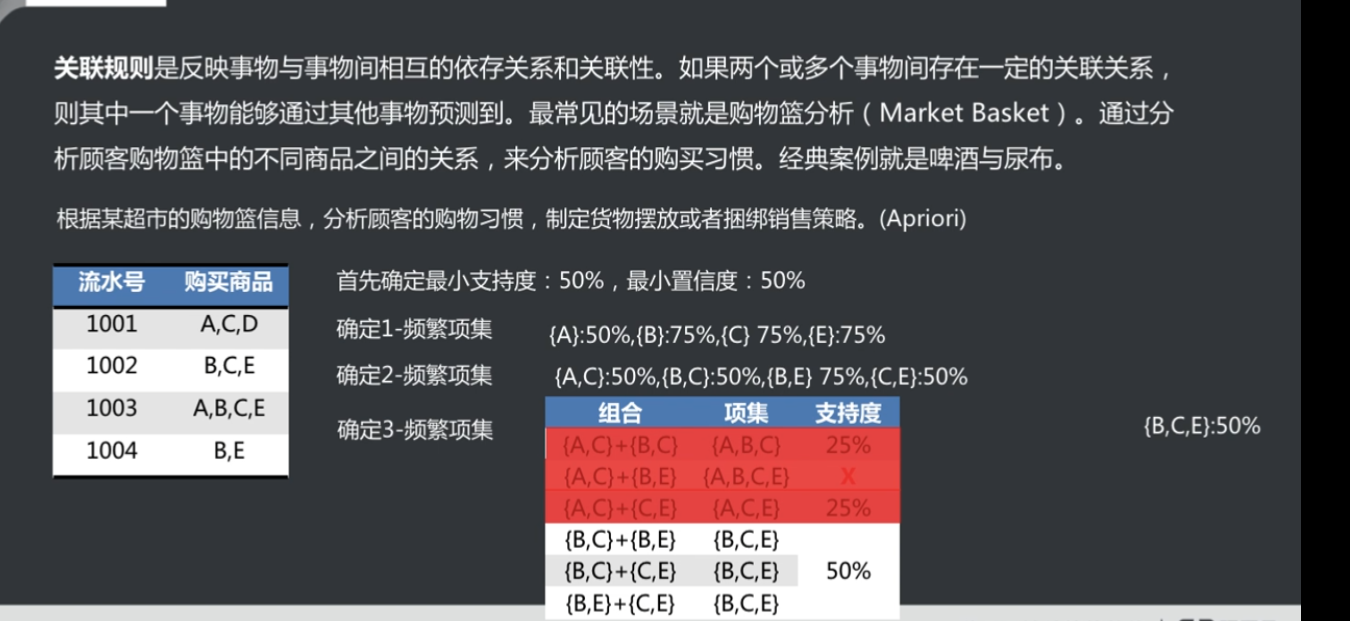 关联规则是反映事物与事物间相互的依存关系和关联性。如果两个或多个事物间存在一定的关联关系，
则其中一个事物能够通过其他事物预测到。最常见的场景就是购物篮分析（Market Basket）。通过分
析顾客购物篮中的不同商品之间的关系，来分析顾客的购买习惯。经典案例就是啤酒与尿布。
根据某超市的购物篮信息，分析顾客的购物习惯，制定货物摆放或者捆绑销售策略。(Apriori)
流水号 购买商品
1001 A,C,D
1002 B,C,E
1003 A,B,C,E
1004 B,E
首先确定最小支持度：50%，最小置信度：50%
确定1-频繁项集 {A}:50%,{B}:75%,{C} 75%,{E}:75%
确定2-频繁项集 {A,C}:50%,{B,C}:50%,{B,E} 75%,{C,E}:50%
确定3-频繁项集
组合 项集 支持度
{A,C}+{B,C} {A,B,C} 25%
{A,C}+{B,E} {A,B,C,E} X
{A,C}+{C,E} {A,C,E} 25%
{B,C}+{B,E} {B,C,E}
{B,C}+{C,E} {B,C,E} 50%
{B,E}+{C,E} {B,C,E}
{B,C,E}:50%